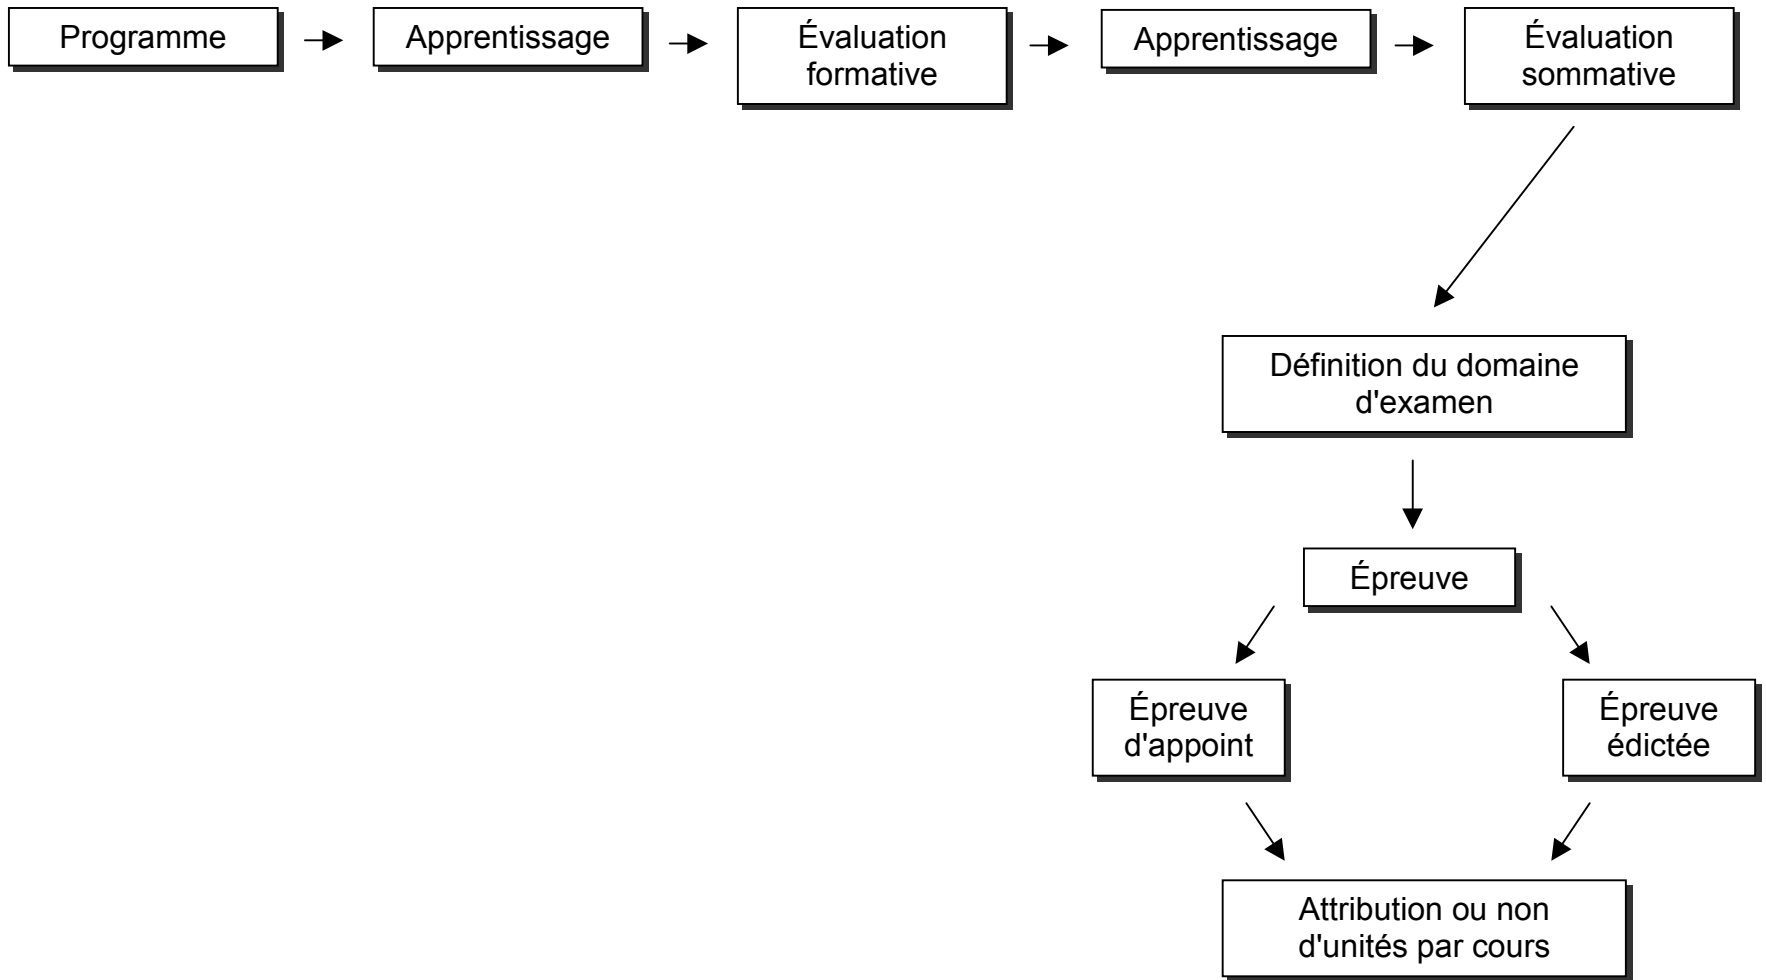 Programme
Apprentissage
Évaluation
formative
Apprentissage
Évaluation
sommative
Définition du domaine
d'examen
Épreuve
Épreuve
d'appoint
Épreuve
édictée
Attribution ou non
d'unités par cours